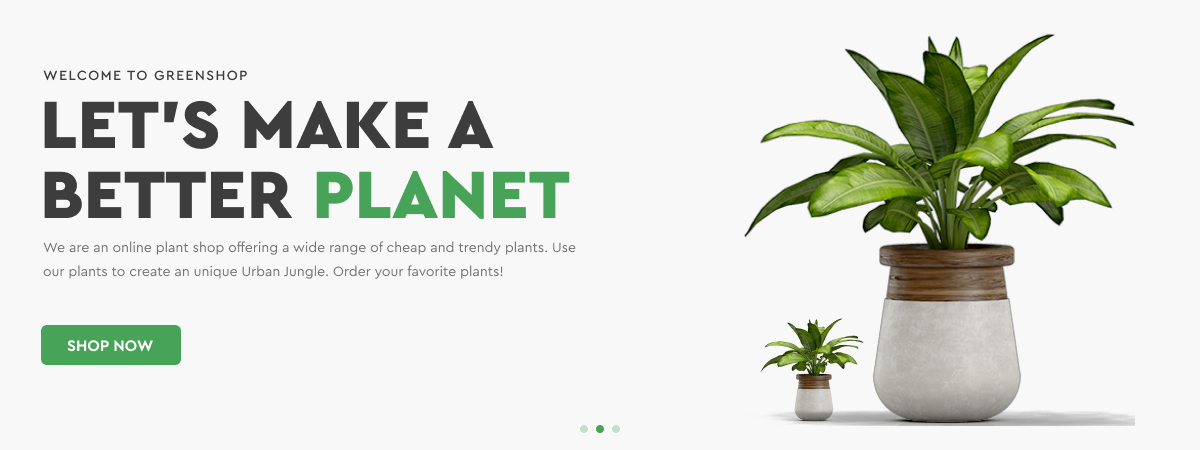 WELCOME TO GREENSHOP
LET'S MAKE A
BETTER PLANET
We are an online plant shop offering a wide range of cheap and trendy plants. Use
our plants to create an unique Urban Jungle. Order your favorite plants!
SHOP NOW